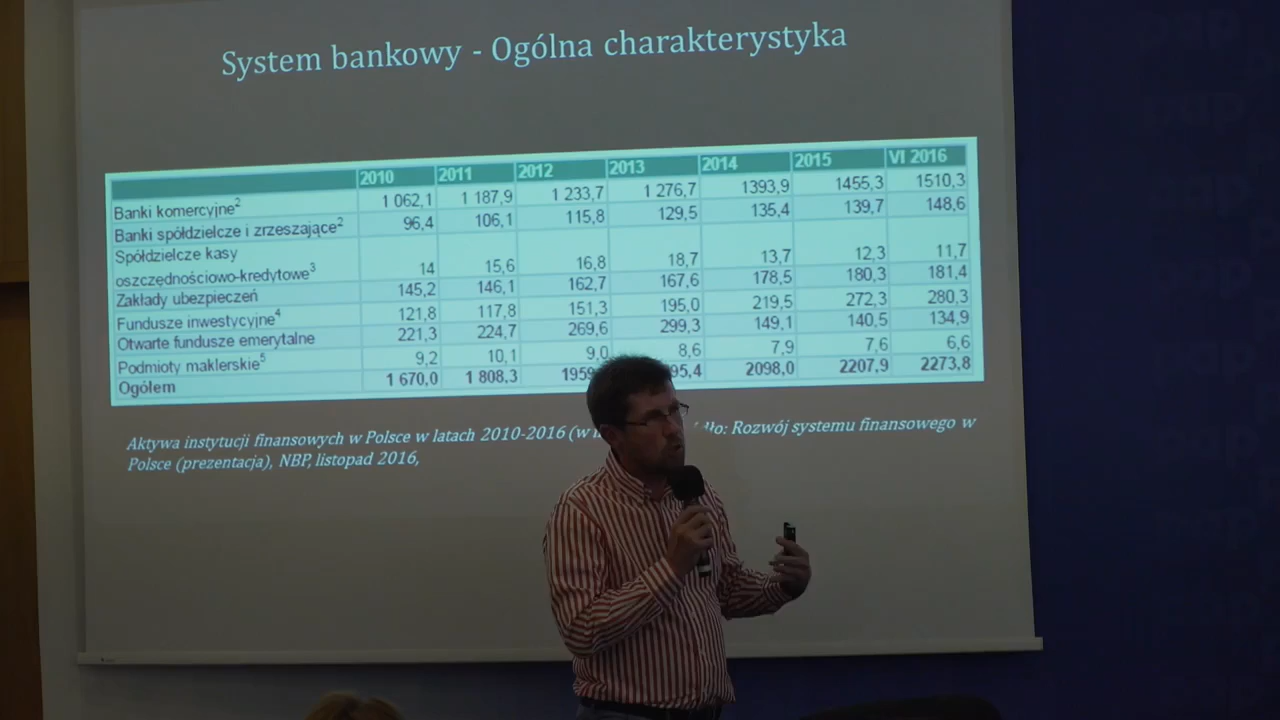 System bankowy - Ogólna charakterystyka
2010 2011 2012 2013 2014 2015 VI 2016
Banki komercyjne2 1 062,1 1 187,9 1 233,7 1 276,7 1393,9 1455,3 1510,3
Banki spółdzielcze i zrzeszające2 96,4 106,1 115,8 129,5 135,4 139,7 148,6
Spółdzielcze kasy
oszczędnościowo-kredytowe3 14 15,6 16,8 18,7 13,7 12,3 11,7
Zakłady ubezpieczeń 145,2 146,1 162,7 167,6 178,5 180,3 181,4
Fundusze inwestycyjne4 121,8 117,8 151,3 195,0 219,5 272,3 280,3
Otwarte fundusze emerytalne 221,3 224,7 269,6 299,3 149,1 140,5 134,9
Podmioty maklerskie5 9,2 10,1 9,0 8,6 7,9 7,6 6,6
Ogółem 1 670,0 1 808,3 1959 95,4 2098,0 2207,9 2273,8
Aktywa instytucji finansowych w Polsce w latach 2010-2016 (w Rozwój systemu finansowego w
Polsce (prezentacja), NBP, listopad 2016,
pap
pap
pap
pap